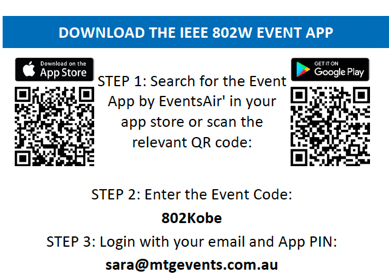 DOWNLOAD THE IEEE 802W EVENT APP
Download on the
App Store
GET IT ON
Google Play
STEP 1: Search for the Event
App by EventsAir' in your
app store or scan the
relevant QR code:
STEP 2: Enter the Event Code:
802Kobe
STEP 3: Login with your email and App PIN:
sara@mtgevents.com.au